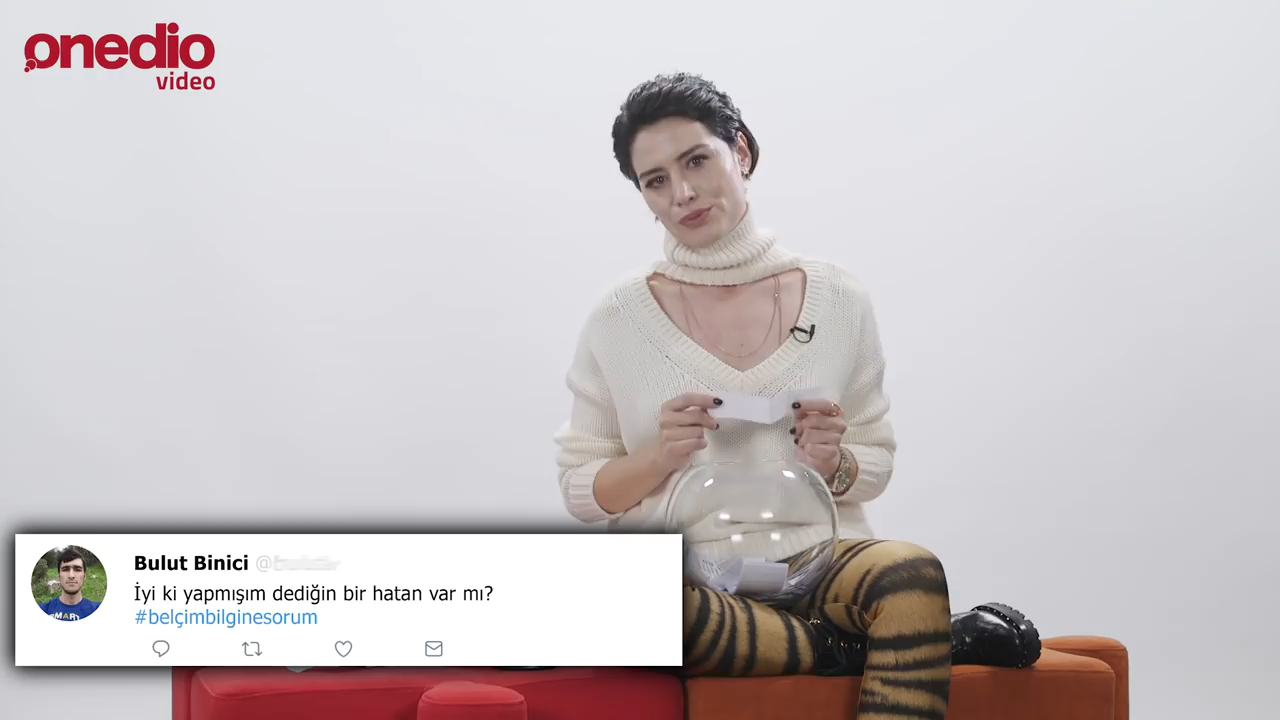 onedio
video
Bulut Binici @
İyi ki yapmışım dediğin bir hatan var mı?
#belçimbilginesorum